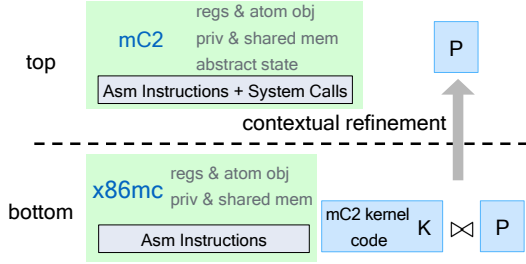 top
mC2
regs & atom obj
priv & shared mem
abstract state
Asm Instructions + System Calls
P
contextual refinement
bottom
x86mc
regs & atom obj
priv & shared mem
Asm Instructions
mC2 kernel
code
K
⋈
P